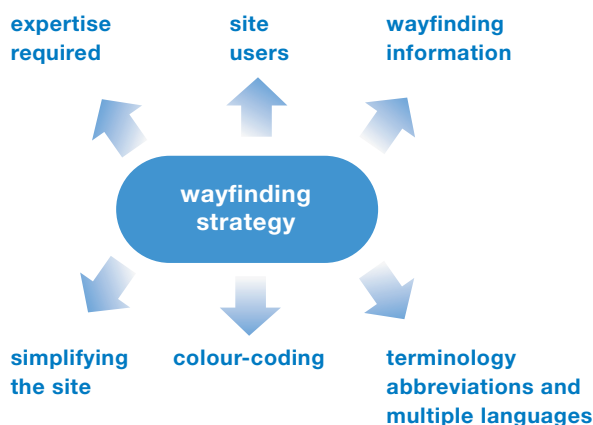 expertise
required
site
users
wayfinding
information
wayfinding
strategy
simplifying
the site
colour-coding
terminology
abbreviations and
multiple languages